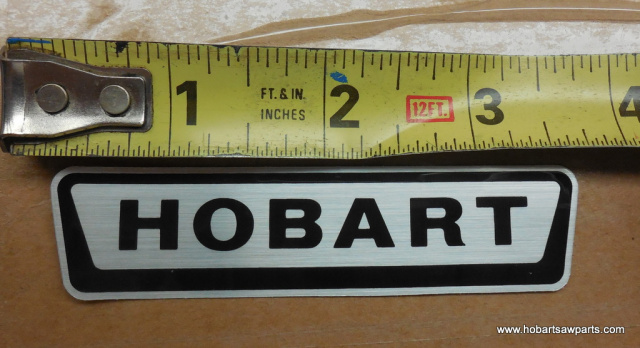 1 FT. & IN. INCHES 2 12FT. 3 4
HOBART
www.hobartsawparts.com